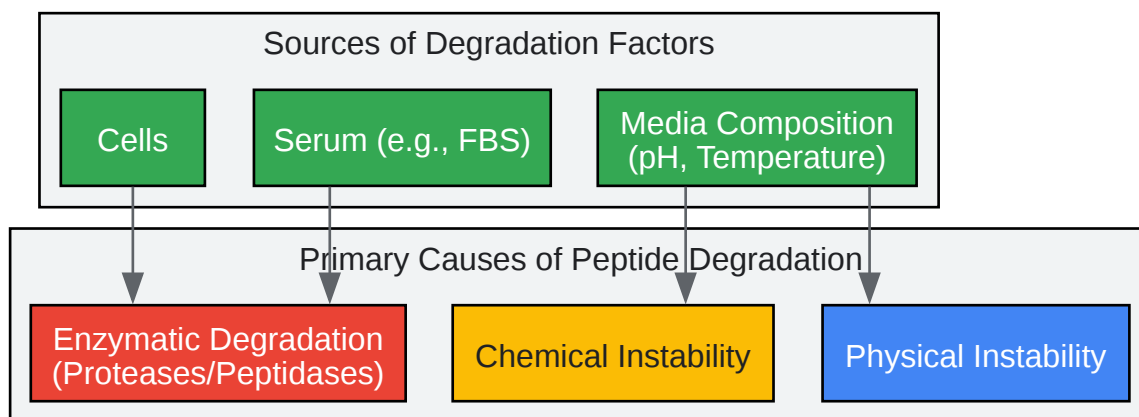 Sources of Degradation Factors
Cells
Serum (e.g., FBS)
Media Composition
(pH, Temperature)
Primary Causes of Peptide Degradation
Enzymatic Degradation
(Proteases/Peptidases)
Chemical Instability
Physical Instability